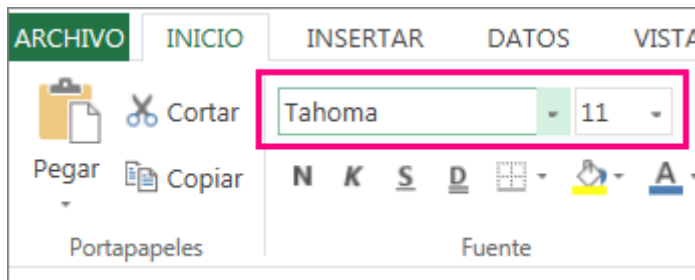 ARCHIVO INICIO INSERTAR DATOS VISTA
Cortar Tahoma 11
Pegar Copiar N K S D A
Portapapeles Fuente